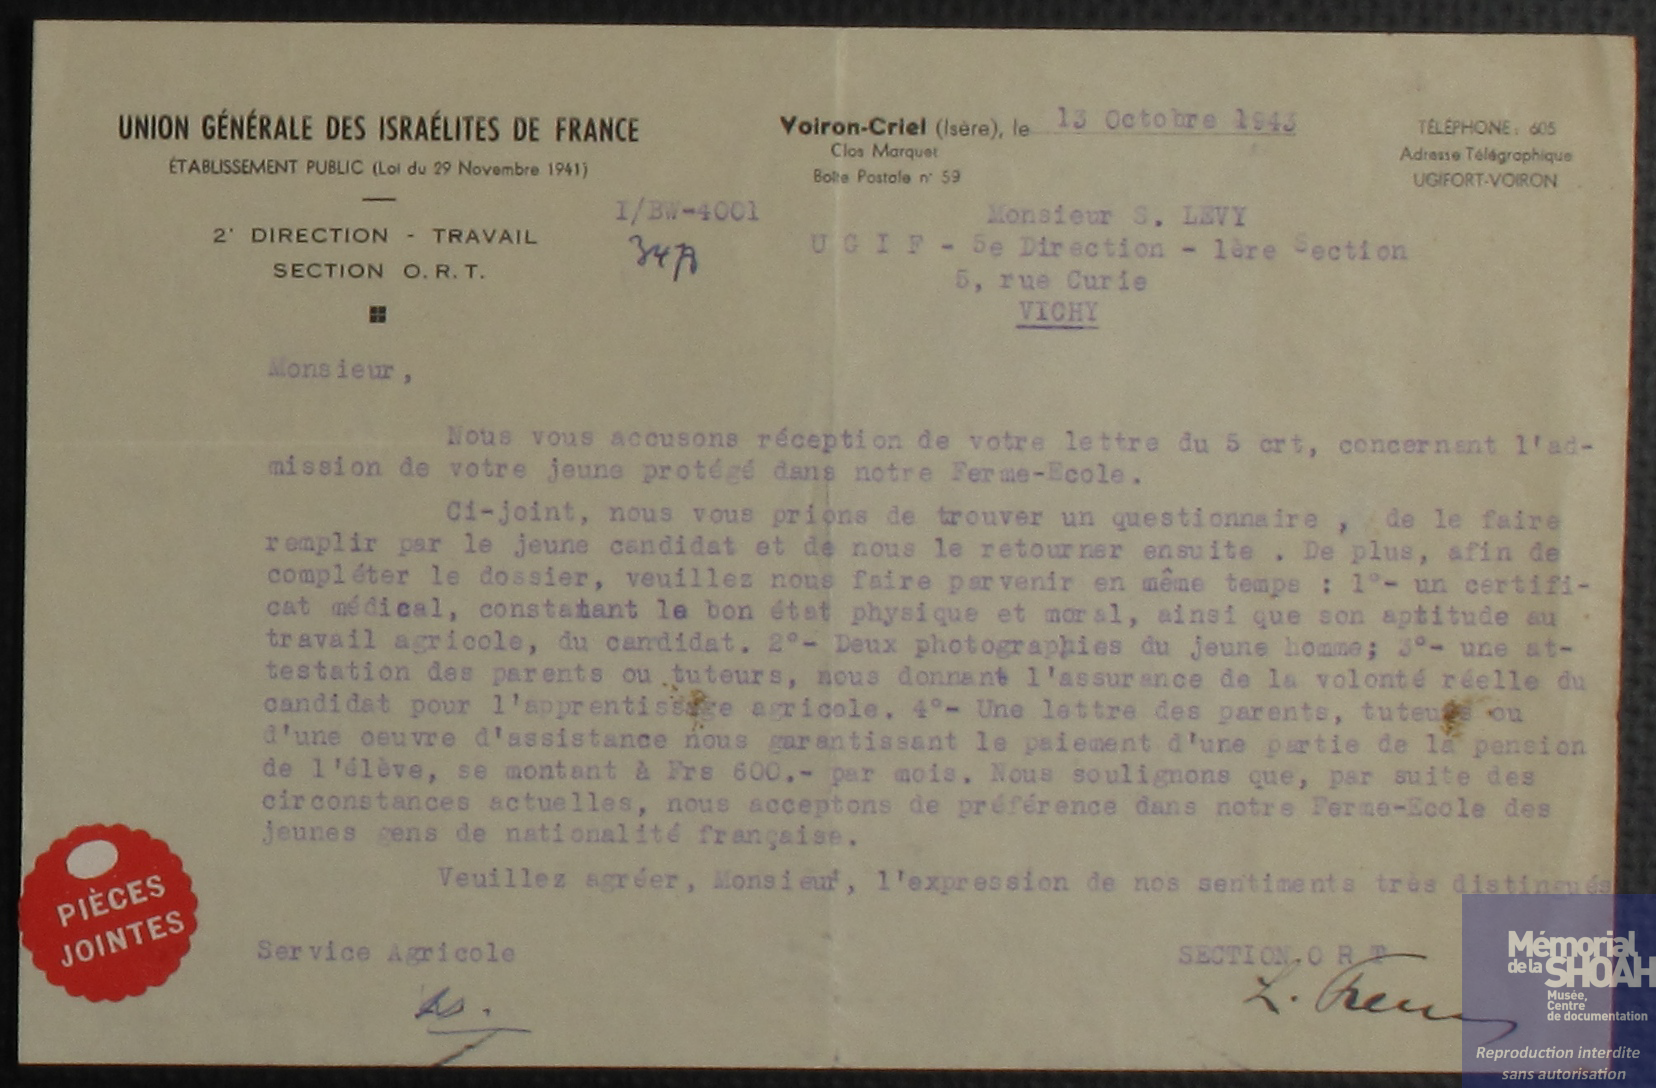 UNION GÉNÉRALE DES ISRAÉLITES DE FRANCE
ÉTABLISSEMENT PUBLIC (Loi du 29 Novembre 1941)
2e DIRECTION - TRAVAIL
SECTION O.R.T.
I/BW-4001
Voiron-Criel (Isère), le 13 Octobre 1943
Clos Marquet
Boîte Postale n° 59
TÉLÉPHONE : 605
Adresse Télégraphique
UGIFORT-VOIRON
Monsieur S. LEVY
U G I F - 5e Direction - 1ère Section
5, rue Curie
VICHY
Monsieur,
Nous vous accusons réception de votre lettre du 5 crt, concernant l'ad-
mission de votre jeune protégé dans notre Ferme-Ecole.
Ci-joint, nous vous prions de trouver un questionnaire , de le faire
remplir par le jeune candidat et de nous le retourner ensuite . De plus, afin de
compléter le dossier, veuillez nous faire parvenir en même temps : 1°- un certifi-
cat médical, constatant le bon état physique et moral, ainsi que son aptitude au
travail agricole, du candidat. 2°- Deux photographies du jeune homme; 3°- une at-
testation des parents ou tuteurs, nous donnant l'assurance de la volonté réelle du
candidat pour l'apprentissage agricole. 4°- Une lettre des parents, tuteurs ou
d'une oeuvre d'assistance nous garantissant le paiement d'une partie de la pension
de l'élève, se montant à Frs 600.- par mois. Nous soulignons que, par suite des
circonstances actuelles, nous acceptons de préférence dans notre Ferme-Ecole des
jeunes gens de nationalité française.
Veuillez agréer, Monsieur, l'expression de nos sentiments très distingués
PIÈCES
JOINTES
Service Agricole
SECTION O R T
Mémorial
de la SHOAH
Musée,
Centre
de documentation
Reproduction interdite
sans autorisation